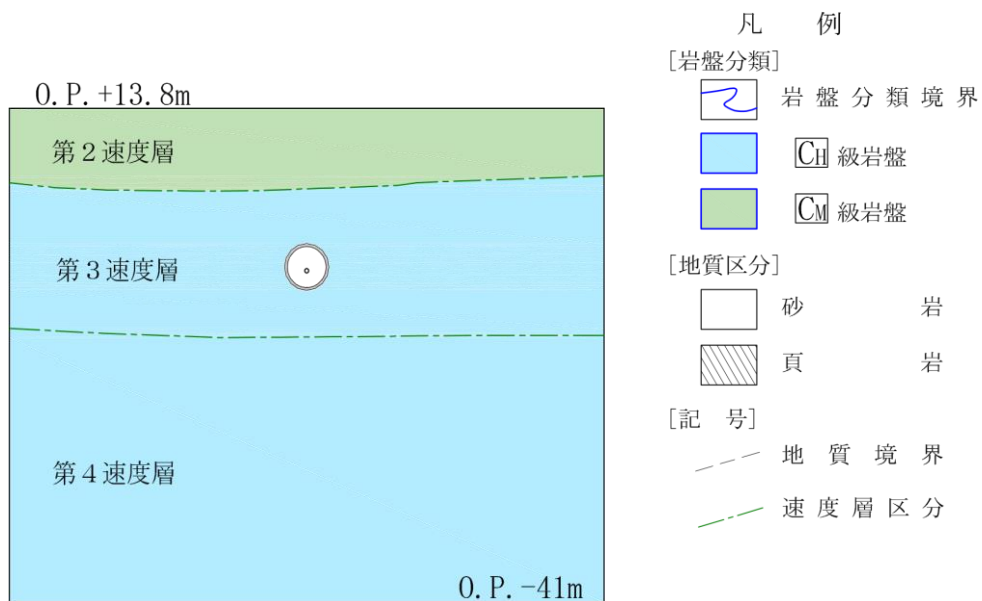 O.P.+13.8m
第2速度層
第3速度層
第4速度層
O.P.-41m
凡 例
[岩盤分類]
岩盤分類境界
CH 級岩盤
CM 級岩盤
[地質区分]
砂 岩
頁 岩
[記 号]
地質境界
速度層区分